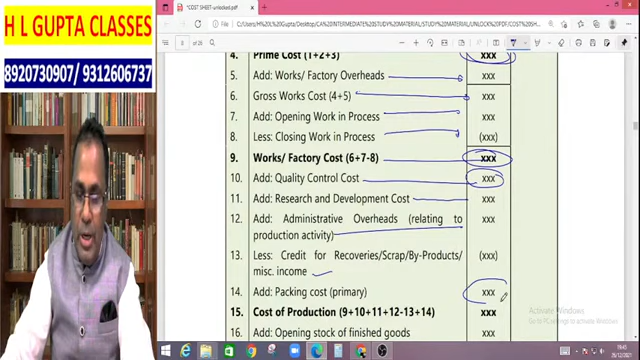 H L GUPTA CLASSES
8920730907/ 9312606737
4. Prime Cost (1+2+3) xxx
5 Add: Works/ Factory Overheads xxx
6. Gross Works Cost (4+5) xxx
7. Add: Opening Work in Process xxx
8. Less: Closing Work in Process (xxx)
9. Works/ Factory Cost (6+7-8) xxx
10. Add: Quality Control Cost xxx
11. Add: Research and Development Cost xxx
12. Add: Administrative Overheads (relating to xxx
production activity)
13. Less: Credit for Recoveries/Scrap/By-Products/ (xxx)
misc. income
14. Add: Packing cost (primary) xxx
15. Cost of Production (9+10+11+12-13+14) xxx
16. Add: Opening stock of finished goods xxx
Activate Windows
Go to PC settings to activate Windows.